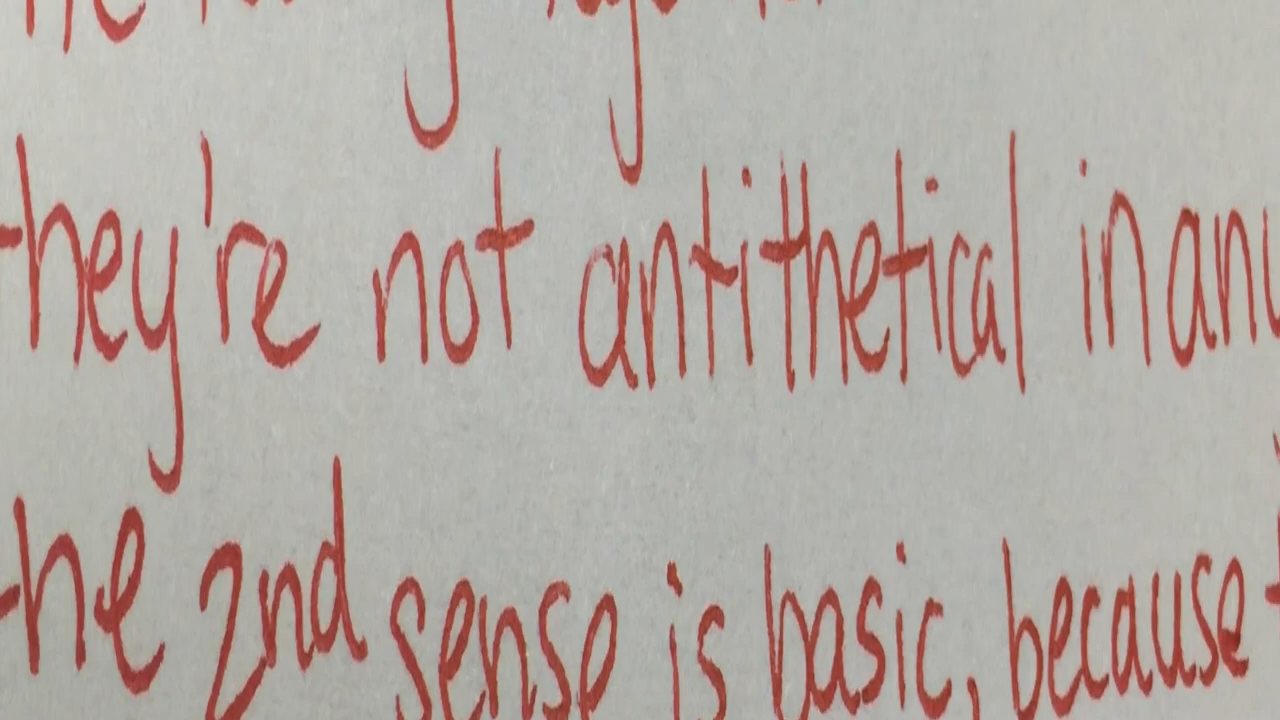 they're not antithetical in any
the 2nd sense is basic, because